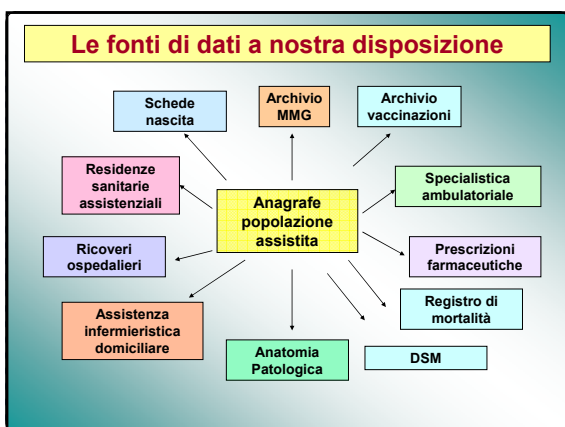 Le fonti di dati a nostra disposizione
Schede
nascita
Archivio
MMG
Archivio
vaccinazioni
Residenze
sanitarie
assistenziali
Anagrafe
popolazione
assistita
Specialistica
ambulatoriale
Ricoveri
ospedalieri
Prescrizioni
farmaceutiche
Assistenza
infermieristica
domiciliare
Registro di
mortalità
Anatomia
Patologica
DSM